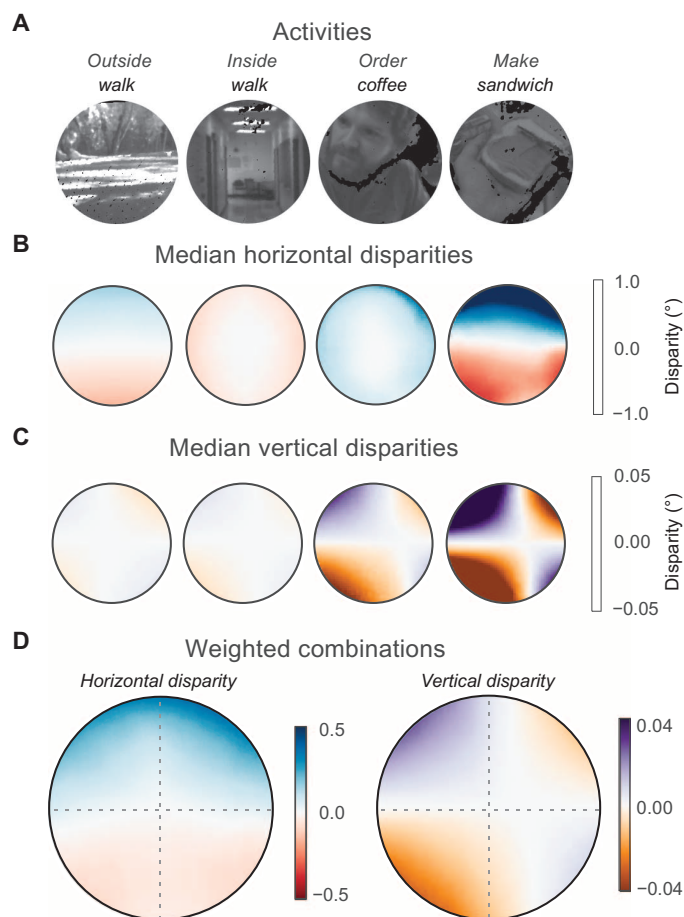 A
Activities
Outside walk
Inside walk
Order coffee
Make sandwich
B
Median horizontal disparities
1.0
0.0
−1.0
Disparity (°)
C
Median vertical disparities
0.05
0.00
−0.05
Disparity (°)
D
Weighted combinations
Horizontal disparity
0.5
0.0
−0.5
Vertical disparity
0.04
0.00
−0.04